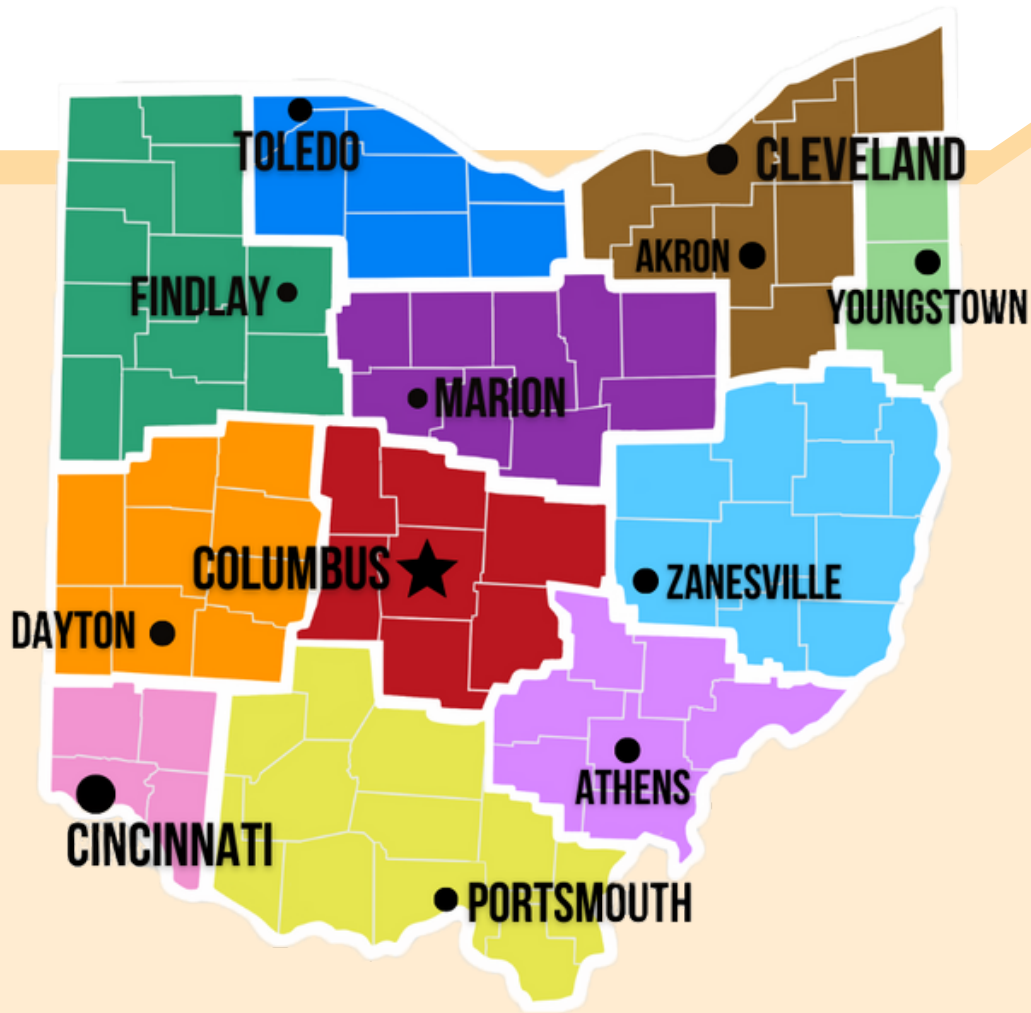 TOLEDO
CLEVELAND
AKRON
FINDLAY
YOUNGSTOWN
MARION
COLUMBUS
ZANESVILLE
DAYTON
ATHENS
CINCINNATI
PORTSMOUTH